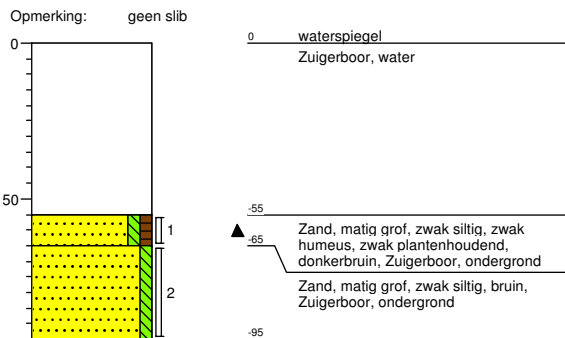 Opmerking: geen slib
0
0 waterspiegel
Zuigerboor, water
50
-55
1
Zand, matig grof, zwak siltig, zwak
-65
humeus, zwak plantenhoudend,
donkerbruin, Zuigerboor, ondergrond
2
Zand, matig grof, zwak siltig, bruin,
Zuigerboor, ondergrond
-95